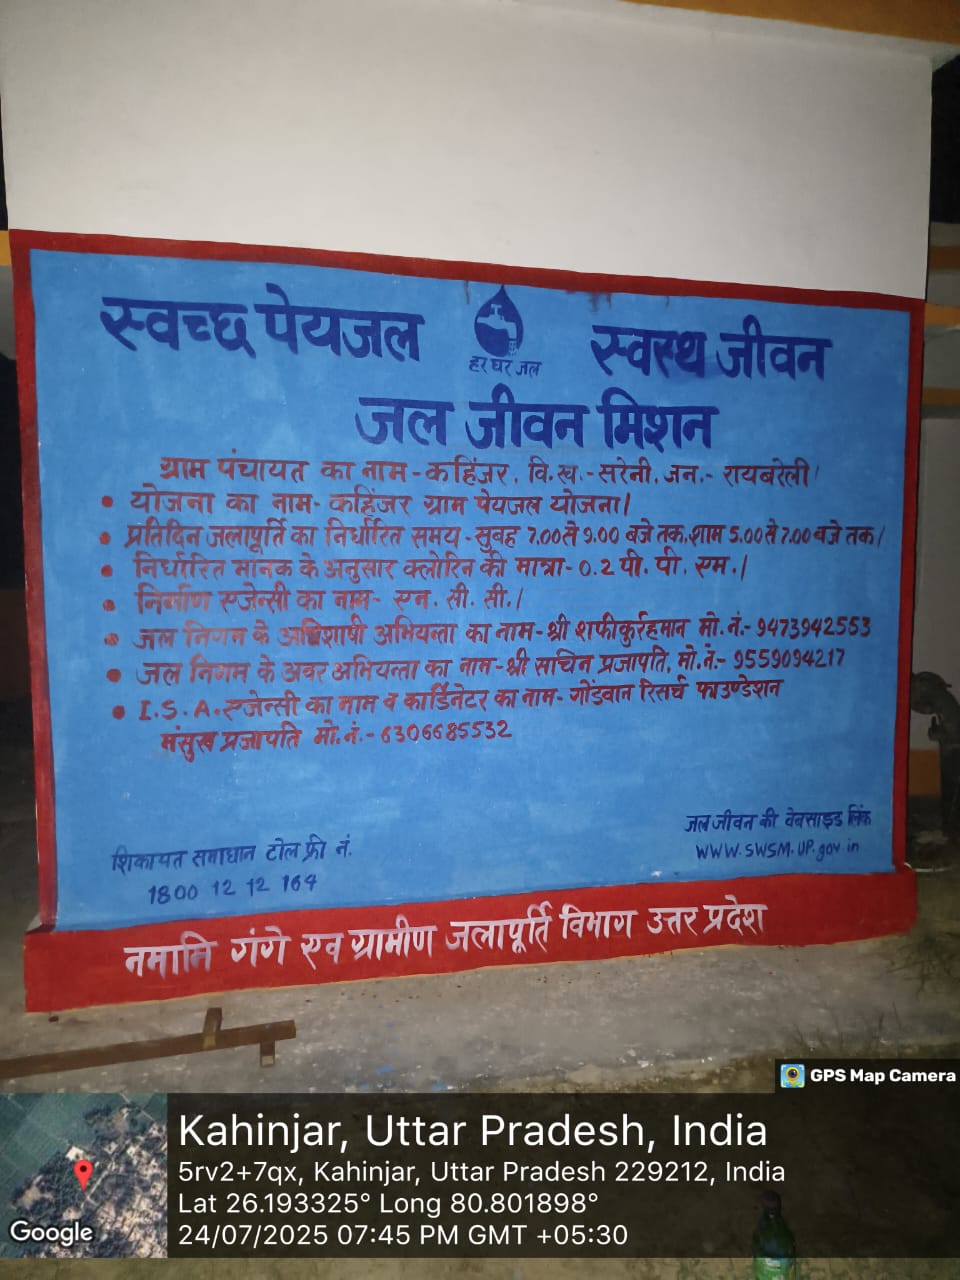 स्वच्छ पेयजल
हर घर जल
स्वस्थ जीवन
जल जीवन मिशन
ग्राम पंचायत का नाम - कहिंजर, वि.ख.- सरेनी, जन.- रायबरेली।
• योजना का नाम- कहिंजर ग्राम पेयजल योजना।
• प्रतिदिन जलापूर्ति का निर्धारित समय - सुबह 7.00 से 9.00 बजे तक, शाम 5.00 से 7.00 बजे तक।
• निर्धारित मानक के अनुसार क्लोरिन की मात्रा- 0.2 पी. पी. एम.।
• निर्माण एजेन्सी का नाम- एन. सी. सी.।
• जल निगम के अधिशाषी अभियन्ता का नाम- श्री शफीकुर्रहमान मो. नं.- 9473942553
• जल निगम के अवर अभियन्ता का नाम- श्री सचिन प्रजापति, मो. नं.- 9559094217
• I.S.A. एजेन्सी का नाम व कार्डिनेटर का नाम- गोंडवान रिसर्च फाउण्डेशन
मंसुख प्रजापति मो. नं.- 6306685532
शिकायत समाधान टोल फ्री नं.
1800 12 12 164
जल जीवन की वेबसाइड लिंक
WWW.SWSM.UP.gov.in
नमामि गंगे एव ग्रामीण जलापूर्ति विभाग उत्तर प्रदेश
GPS Map Camera
Kahinjar, Uttar Pradesh, India
5rv2+7qx, Kahinjar, Uttar Pradesh 229212, India
Lat 26.193325° Long 80.801898°
24/07/2025 07:45 PM GMT +05:30
Google